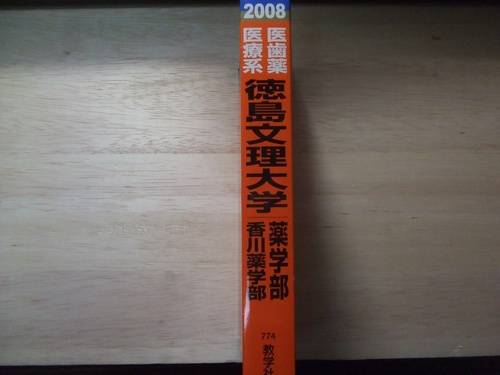 2008
医歯薬
医療系
徳島文理大学
薬学部
香川薬学部
774
教学社